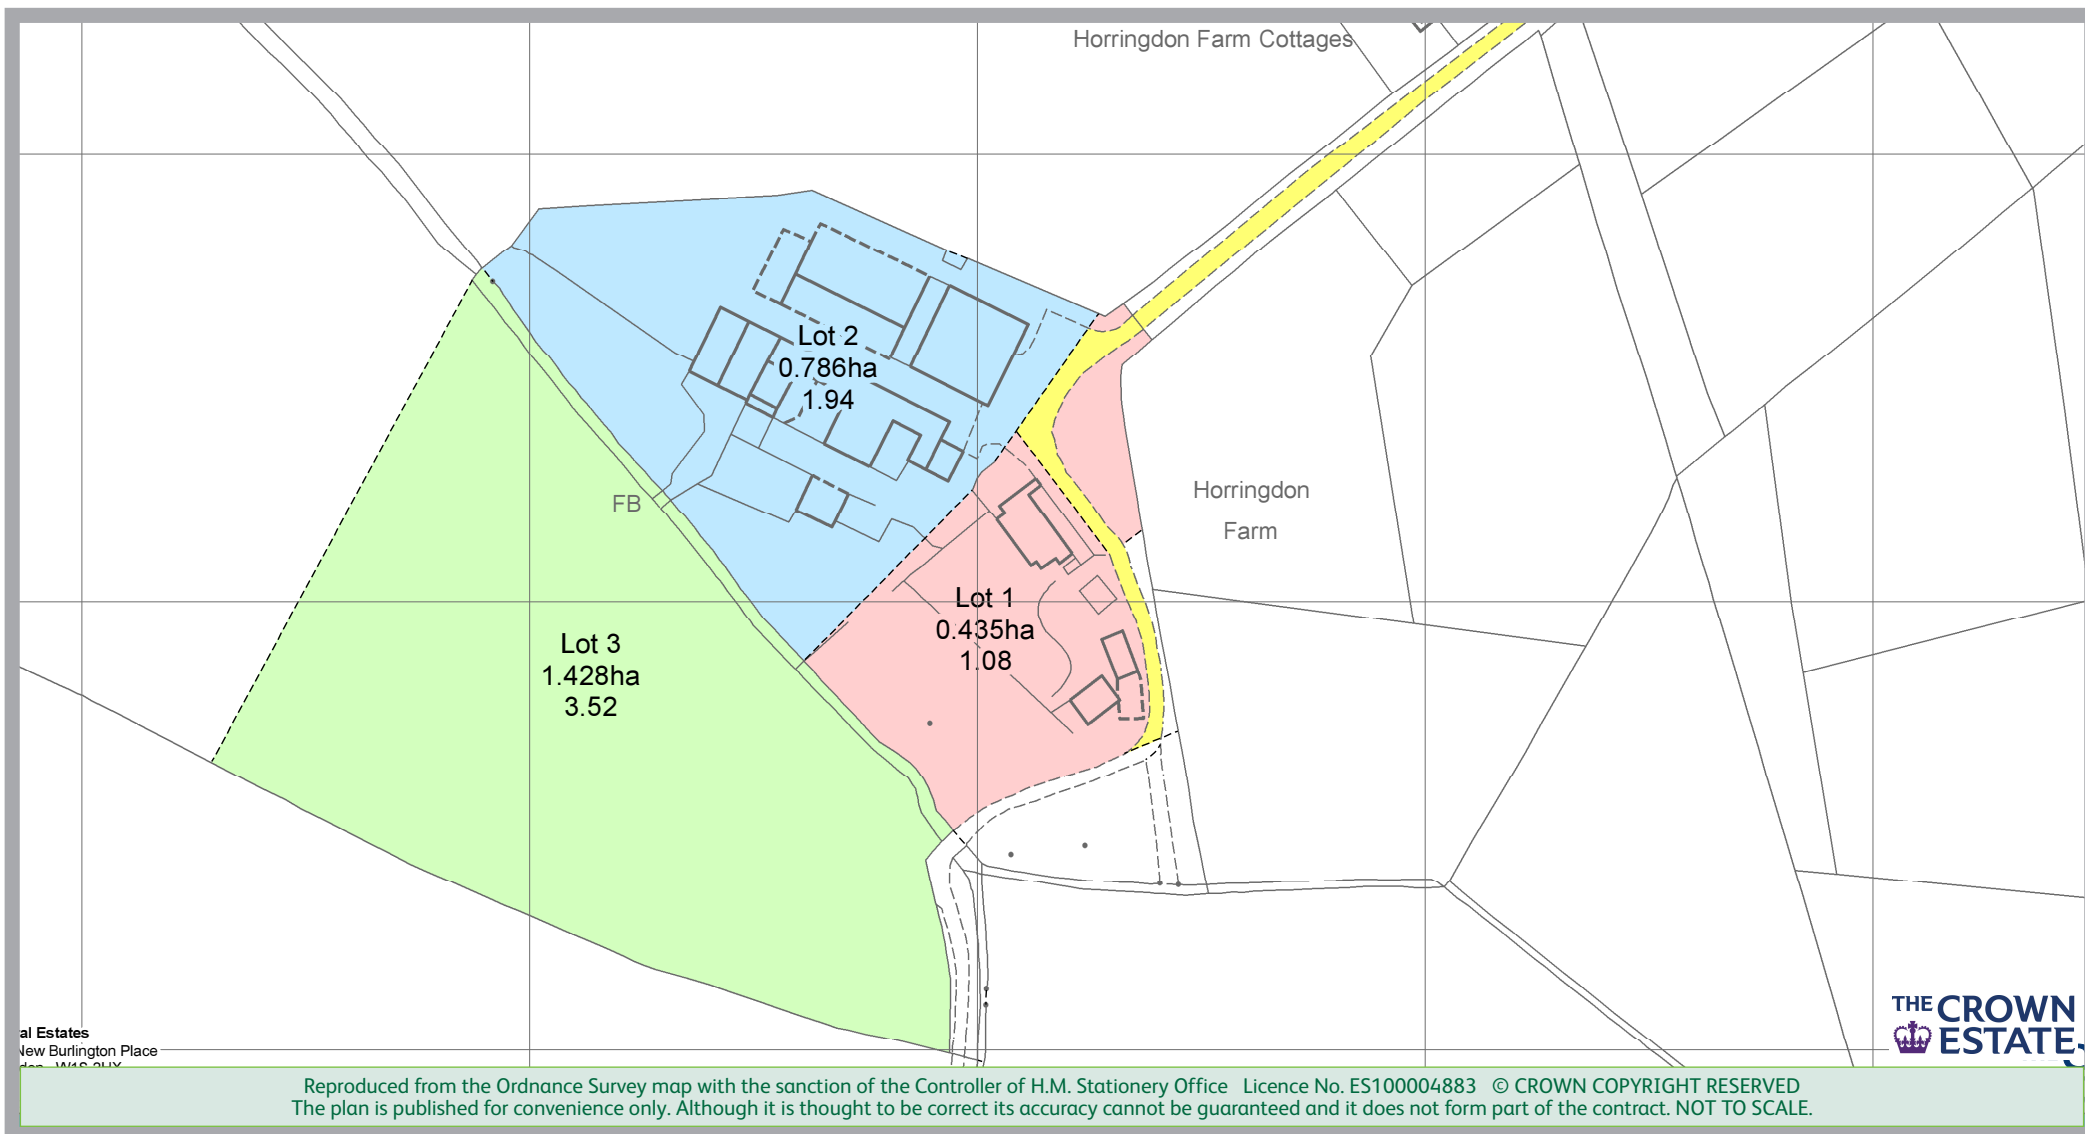 Horringdon Farm Cottages
Lot 2
0.786ha
1.94
Horringdon
Farm
FB
Lot 1
0.435ha
1.08
Lot 3
1.428ha
3.52
THE CROWN
ESTATE
al Estates
New Burlington Place
W1S 2HX
Reproduced from the Ordnance Survey map with the sanction of the Controller of H.M. Stationery Office Licence No. ES100004883 © CROWN COPYRIGHT RESERVED
The plan is published for convenience only. Although it is thought to be correct its accuracy cannot be guaranteed and it does not form part of the contract. NOT TO SCALE.